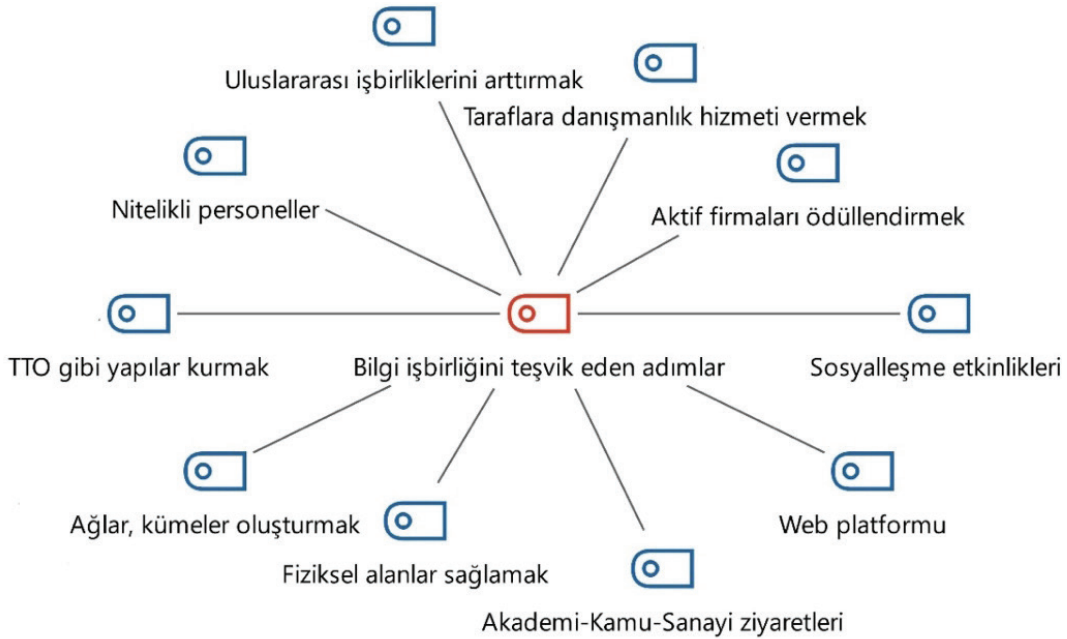 Uluslararası işbirliklerini arttırmak
Taraflara danışmanlık hizmeti vermek
Nitelikli personeller
Aktif firmaları ödüllendirmek
TTO gibi yapılar kurmak
Bilgi işbirliğini teşvik eden adımlar
Sosyalleşme etkinlikleri
Ağlar, kümeler oluşturmak
Web platformu
Fiziksel alanlar sağlamak
Akademi-Kamu-Sanayi ziyaretleri